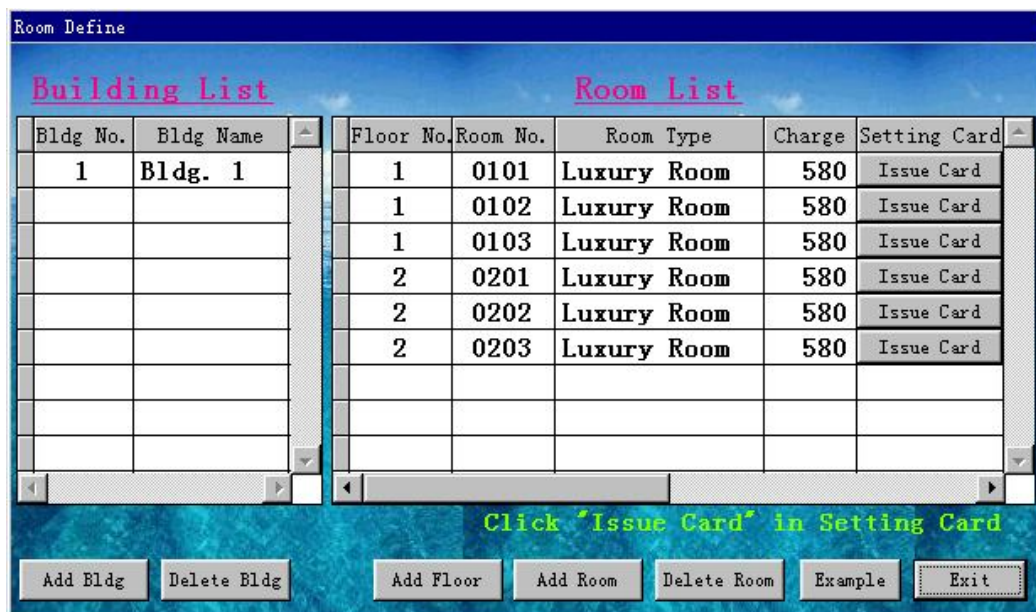 Room Define
Building List
Room List
Bldg No. Bldg Name
1 Bldg. 1
Floor No. Room No. Room Type Charge Setting Card
1 0101 Luxury Room 580 Issue Card
1 0102 Luxury Room 580 Issue Card
1 0103 Luxury Room 580 Issue Card
2 0201 Luxury Room 580 Issue Card
2 0202 Luxury Room 580 Issue Card
2 0203 Luxury Room 580 Issue Card
Click "Issue Card" in Setting Card
Add Bldg Delete Bldg Add Floor Add Room Delete Room Example Exit